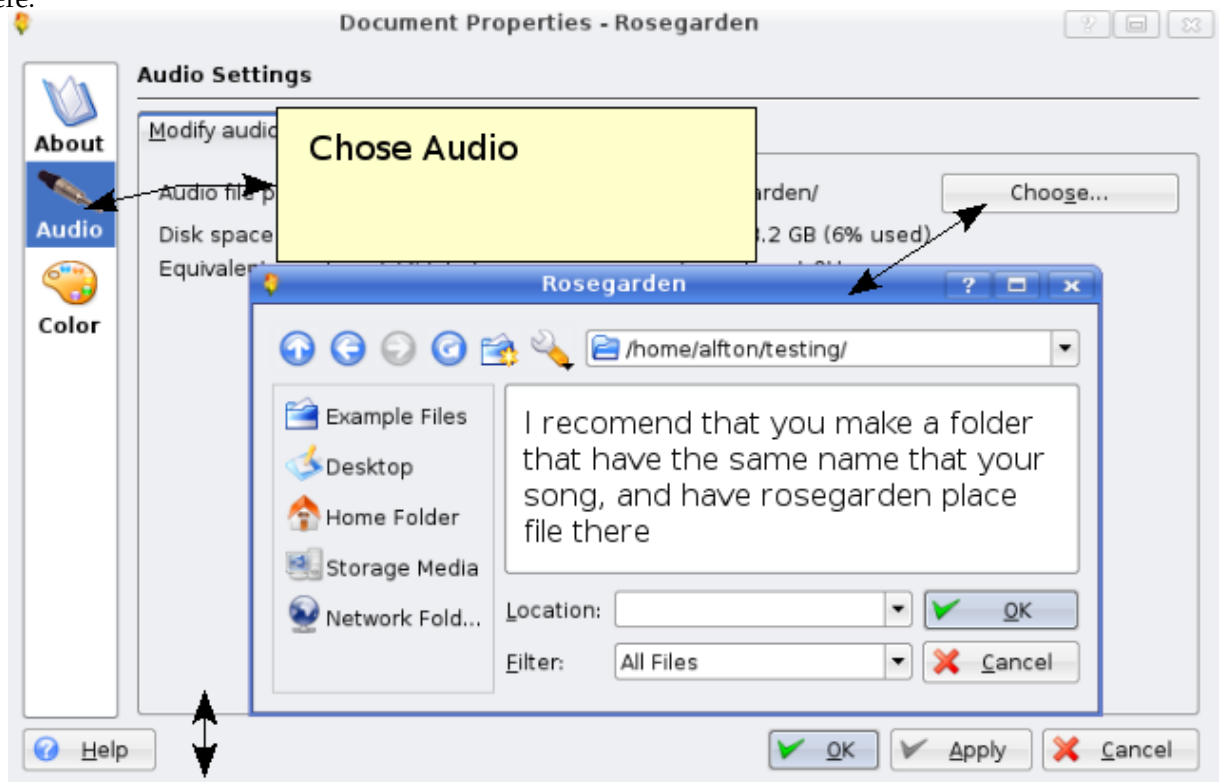 Document Properties - Rosegarden
Audio Settings
About
Audio
Color
Modify audio
Chose Audio
Audio file p
arden/
Choose...
Disk space
.2 GB (6% used)
Rosegarden
/home/alfton/testing/
Example Files
Desktop
Home Folder
Storage Media
Network Fold...
I recomend that you make a folder
that have the same name that your
song, and have rosegarden place
file there
Location:
OK
Filter:
All Files
Cancel
Help
OK
Apply
Cancel